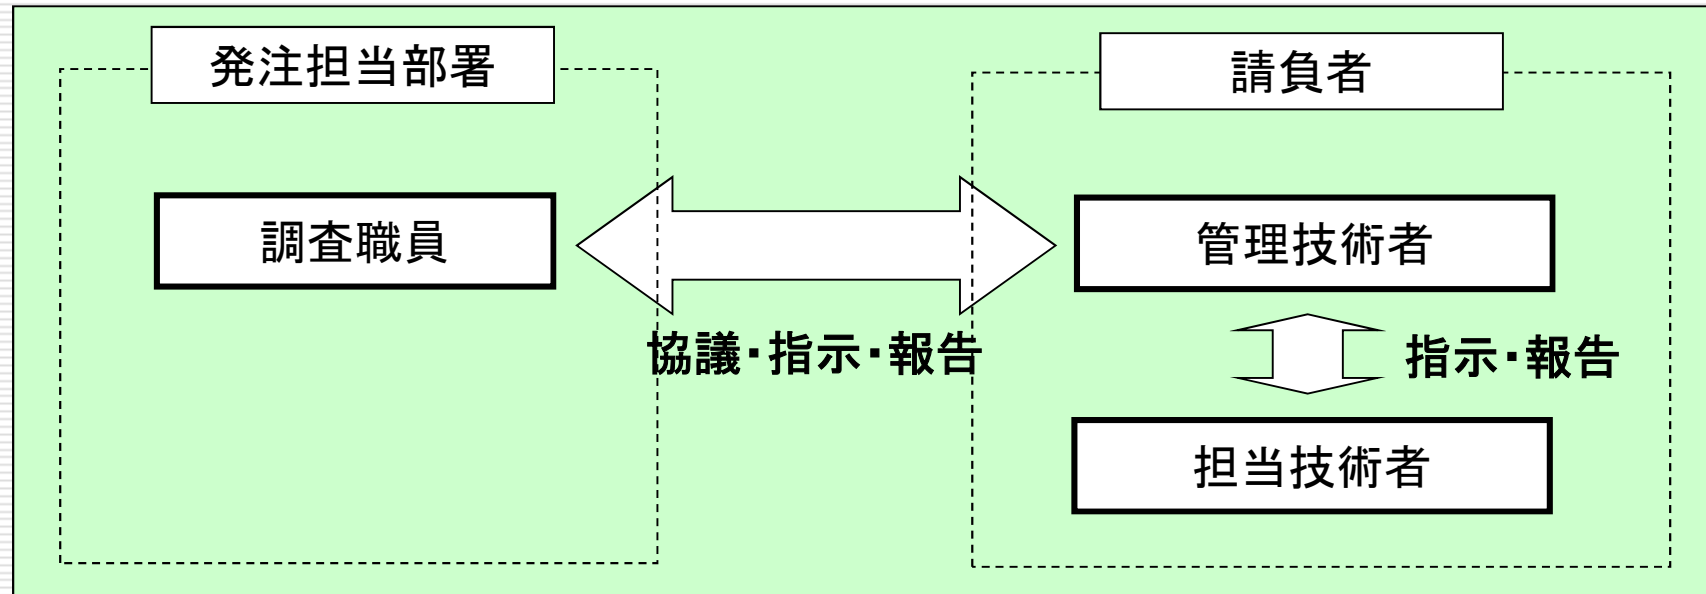 発注担当部署
請負者
調査職員
管理技術者
協議・指示・報告
指示・報告
担当技術者